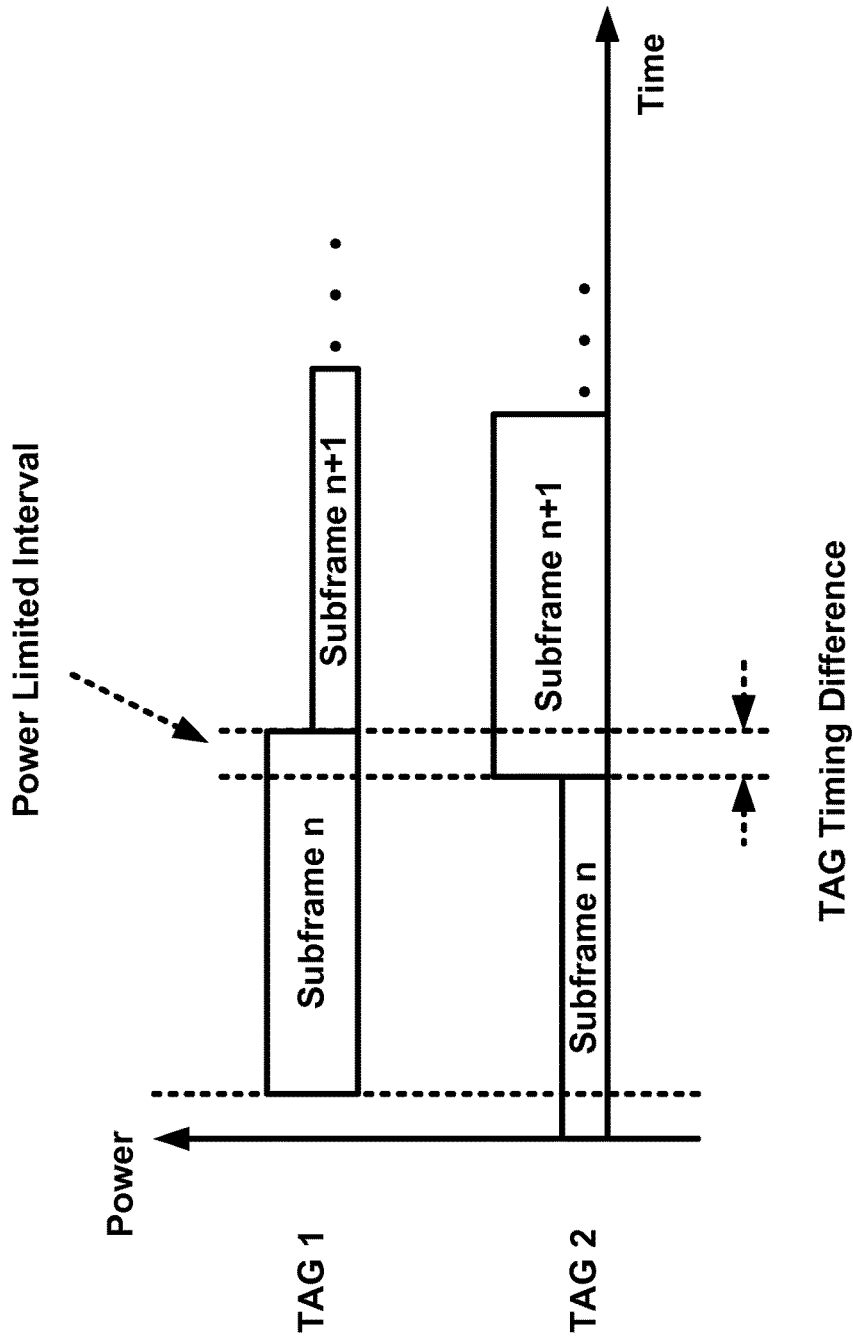 Power Limited Interval
Power
TAG 1
Subframe n
Subframe n+1
TAG 2
Subframe n
Subframe n+1
Time
TAG Timing Difference